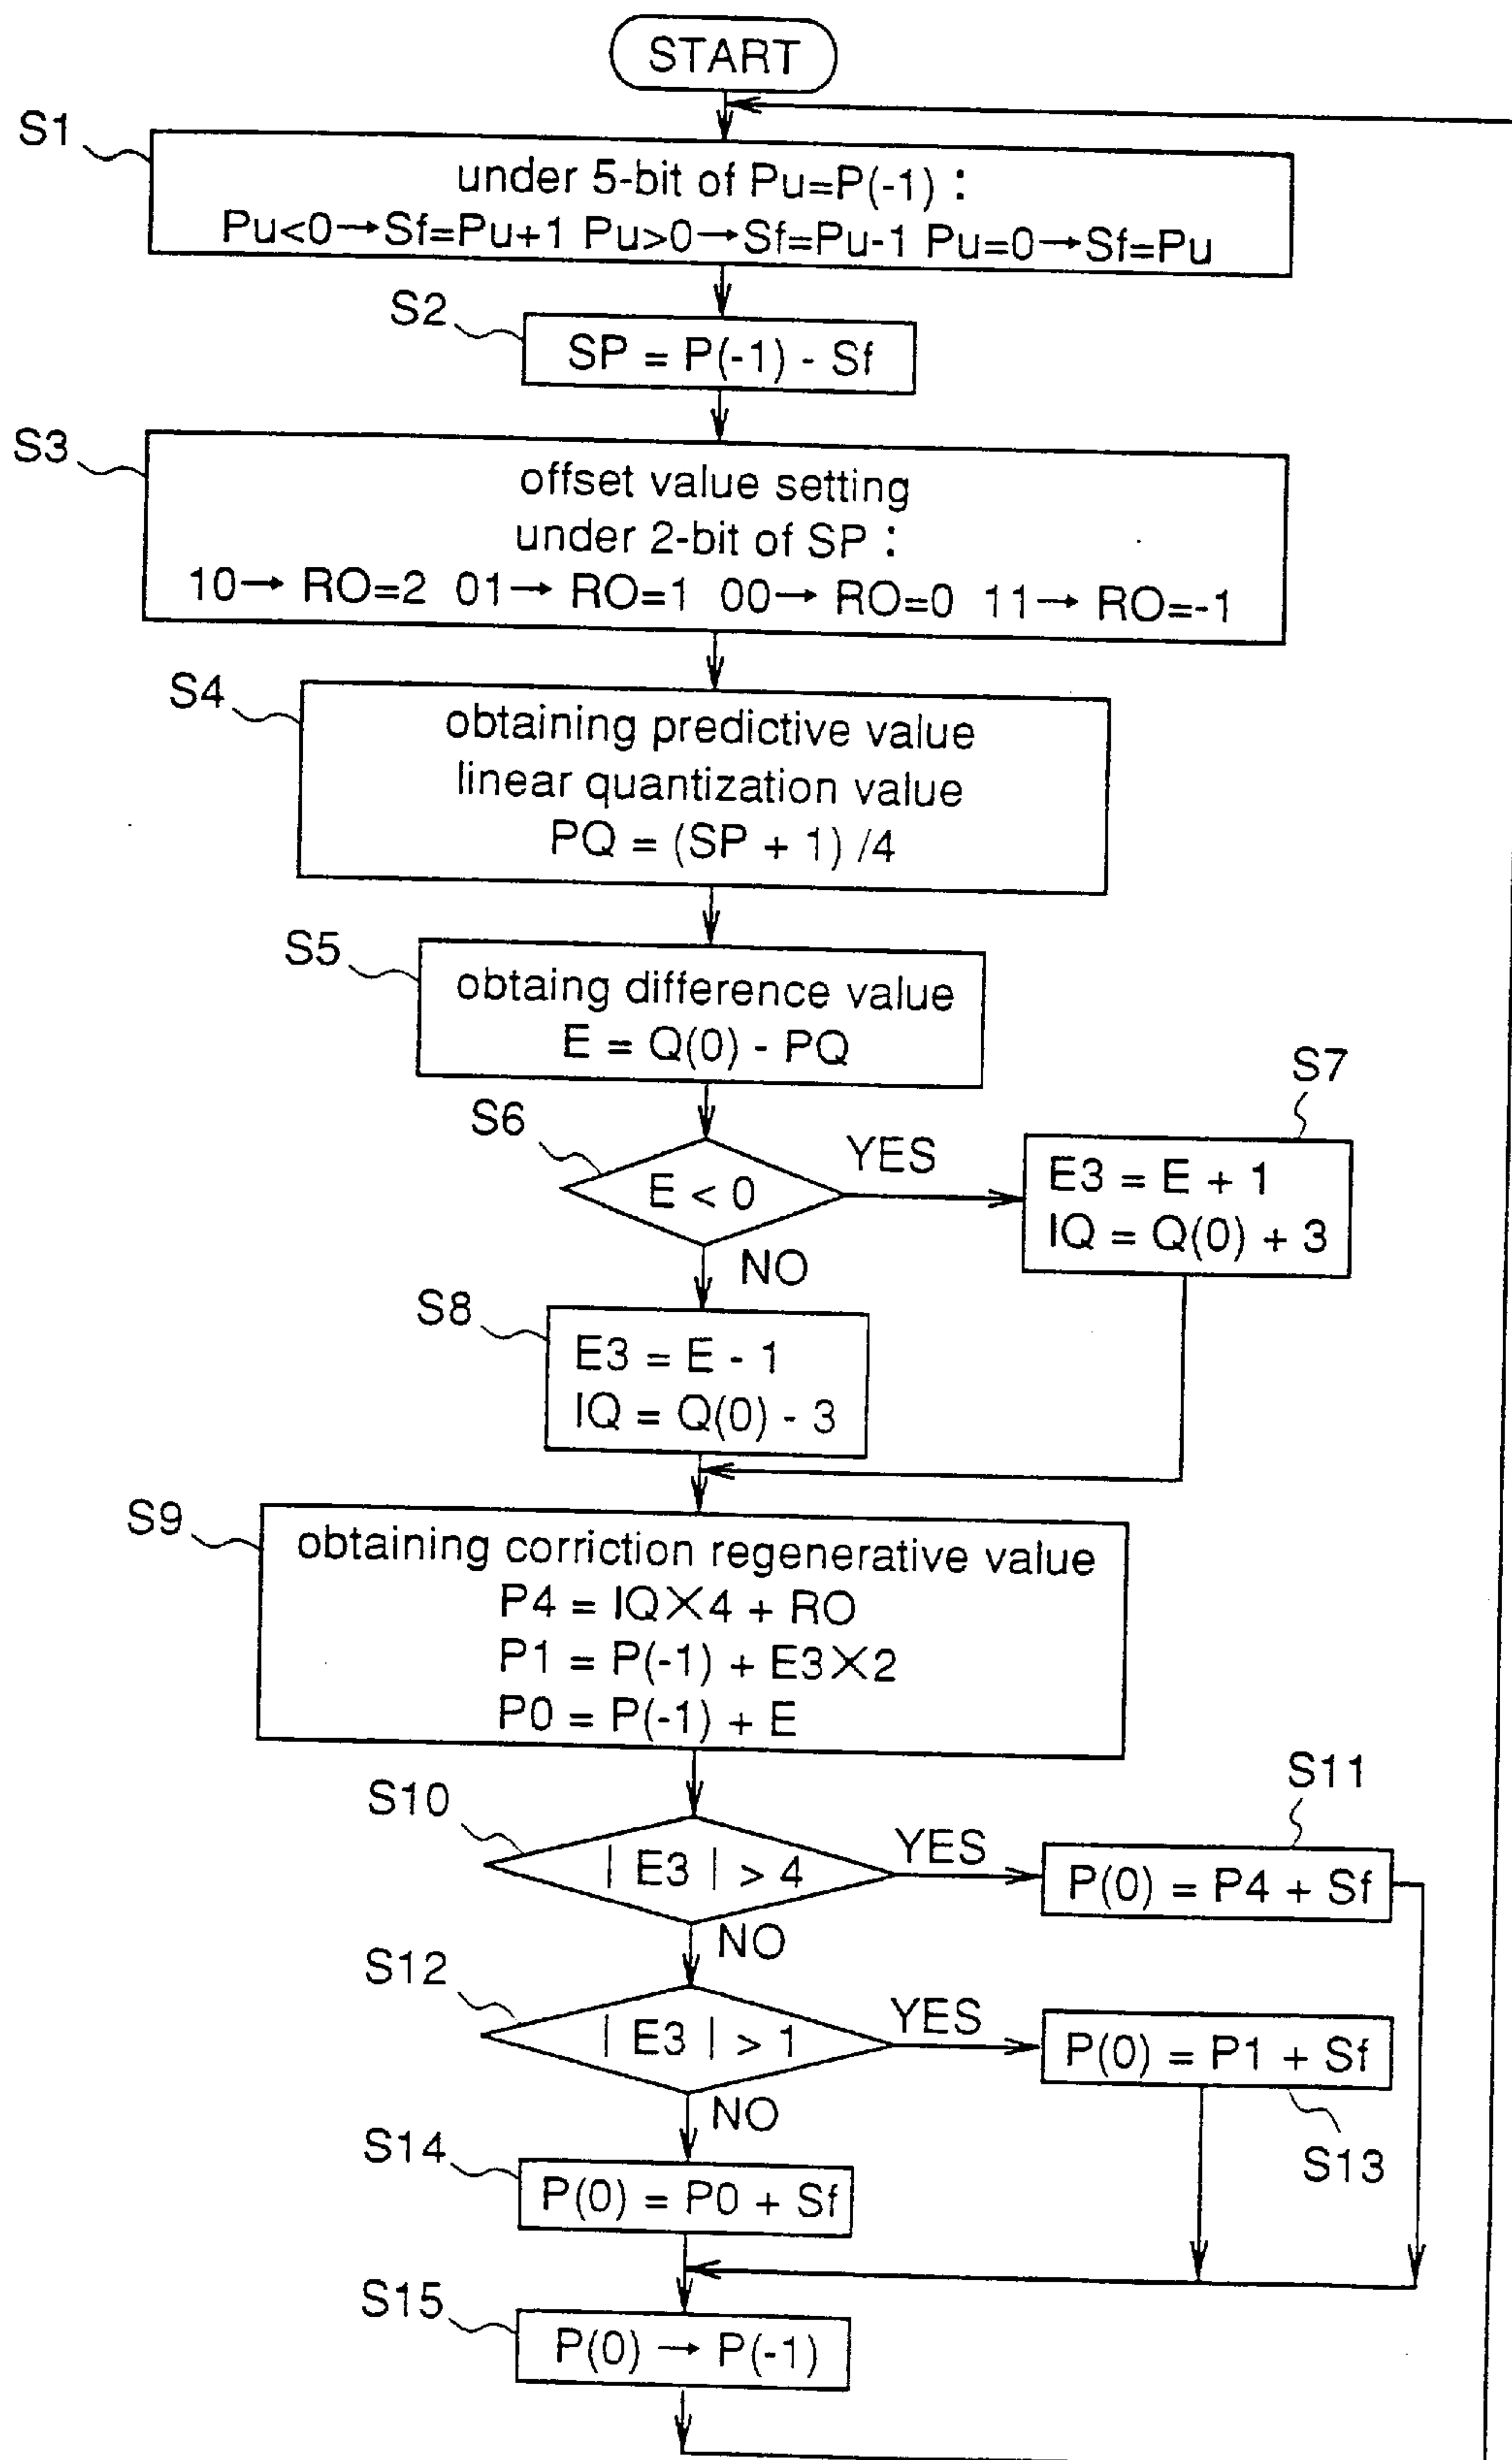 START
S1
under 5-bit of Pu=P(-1) :
Pu<0→Sf=Pu+1 Pu>0→Sf=Pu-1 Pu=0→Sf=Pu
S2
SP = P(-1) - Sf
S3
offset value setting
under 2-bit of SP :
10→ RO=2 01→ RO=1 00→ RO=0 11→ RO=-1
S4
obtaining predictive value
linear quantization value
PQ = (SP + 1) /4
S5
obtaing difference value
E = Q(0) - PQ
S6
E < 0
YES
S7
E3 = E + 1
IQ = Q(0) + 3
NO
S8
E3 = E - 1
IQ = Q(0) - 3
S9
obtaining corriction regenerative value
P4 = IQ×4 + RO
P1 = P(-1) + E3×2
P0 = P(-1) + E
S10
| E3 | > 4
YES
S11
P(0) = P4 + Sf
NO
S12
| E3 | > 1
YES
P(0) = P1 + Sf
S13
NO
S14
P(0) = P0 + Sf
S15
P(0) → P(-1)